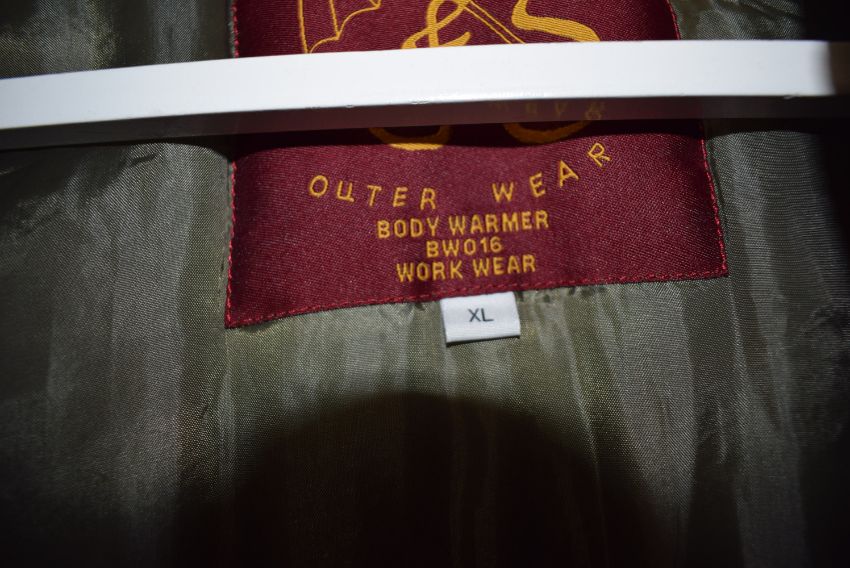 & S
OUTER WEAR
BODY WARMER
BW016
WORK WEAR
XL